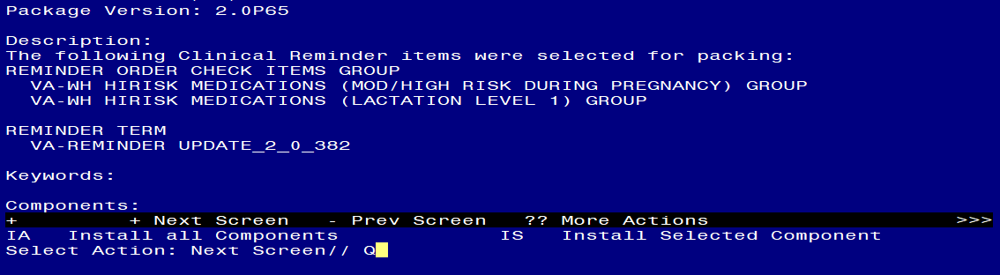 Package Version: 2.0P65
Description:
The following Clinical Reminder items were selected for packing:
REMINDER ORDER CHECK ITEMS GROUP
VA-WH HIRISK MEDICATIONS (MOD/HIGH RISK DURING PREGNANCY) GROUP
VA-WH HIRISK MEDICATIONS (LACTATION LEVEL 1) GROUP
REMINDER TERM
VA-REMINDER UPDATE_2_0_382
Keywords:
Components:
+ + Next Screen - Prev Screen ?? More Actions >>>
IA Install all Components IS Install Selected Component
Select Action: Next Screen// Q